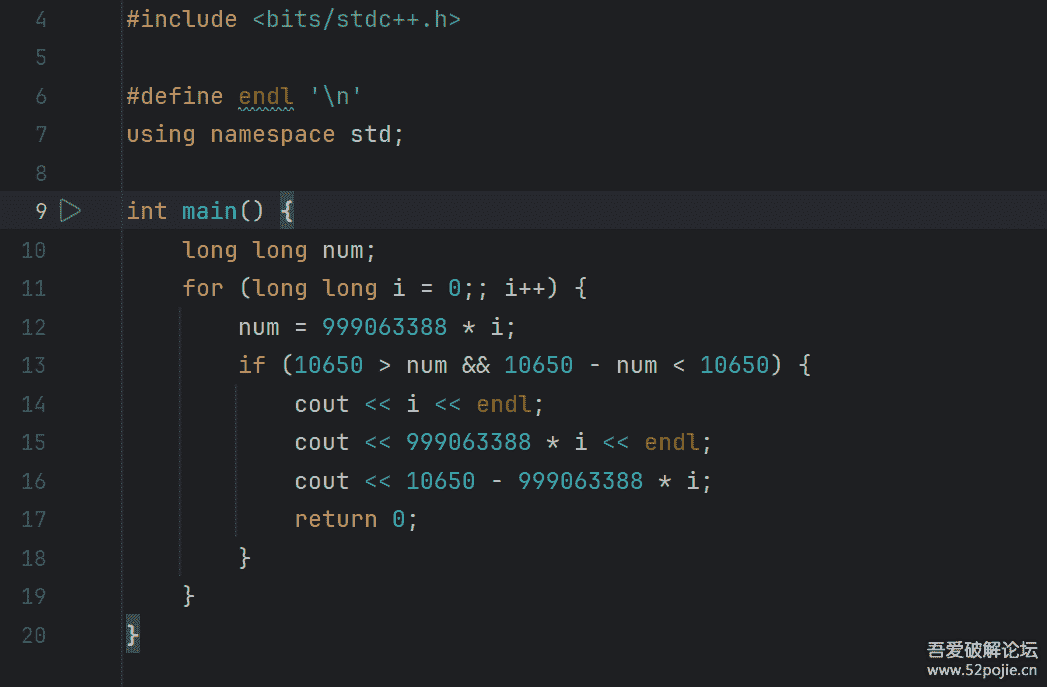 4 #include <bits/stdc++.h>
5
6 #define endl '\n'
7 using namespace std;
8
9 int main() {
10     long long num;
11     for (long long i = 0;; i++) {
12         num = 999063388 * i;
13         if (10650 > num && 10650 - num < 10650) {
14             cout << i << endl;
15             cout << 999063388 * i << endl;
16             cout << 10650 - 999063388 * i;
17             return 0;
18         }
19     }
20 }
吾爱破解论坛
www.52pojie.cn